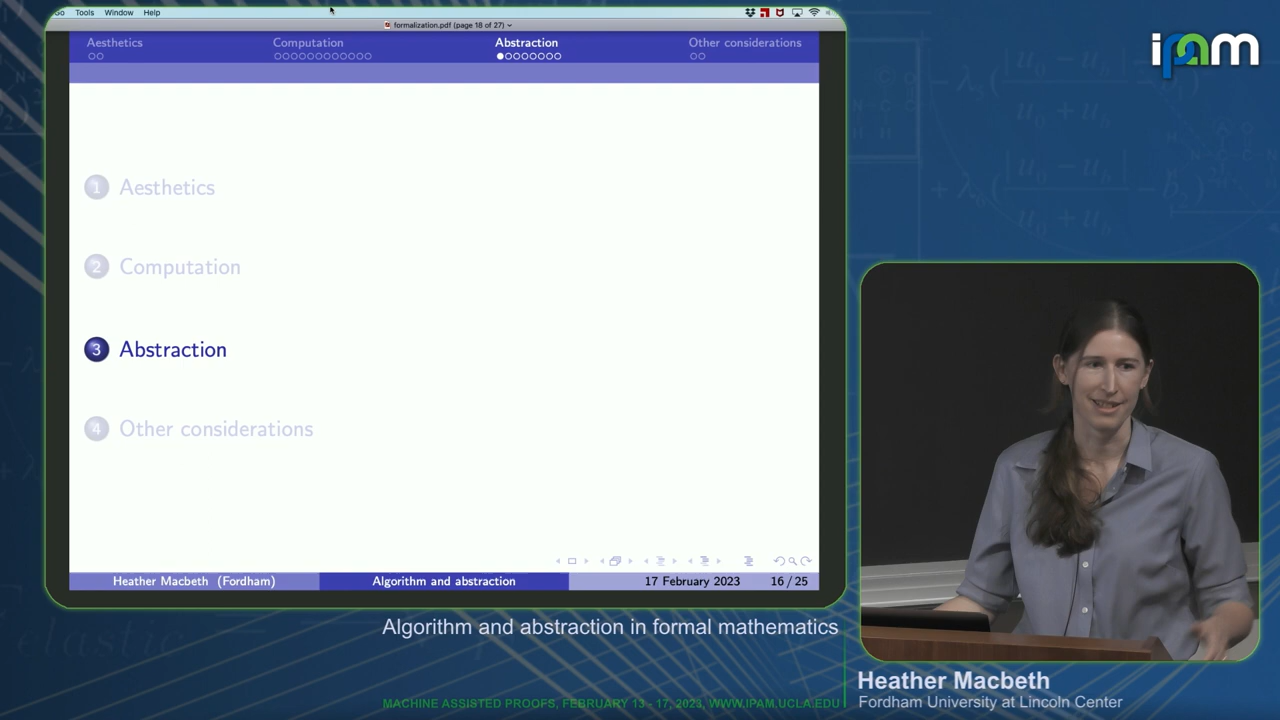 Go Tools Window Help
formalization.pdf (page 18 of 27)
Aesthetics Computation Abstraction Other considerations
1 Aesthetics
2 Computation
3 Abstraction
4 Other considerations
Heather Macbeth (Fordham) Algorithm and abstraction 17 February 2023 16 / 25
ipam
Algorithm and abstraction in formal mathematics
Heather Macbeth
Fordham University at Lincoln Center
MACHINE ASSISTED PROOFS, FEBRUARY 13 - 17, 2023, WWW.IPAM.UCLA.EDU